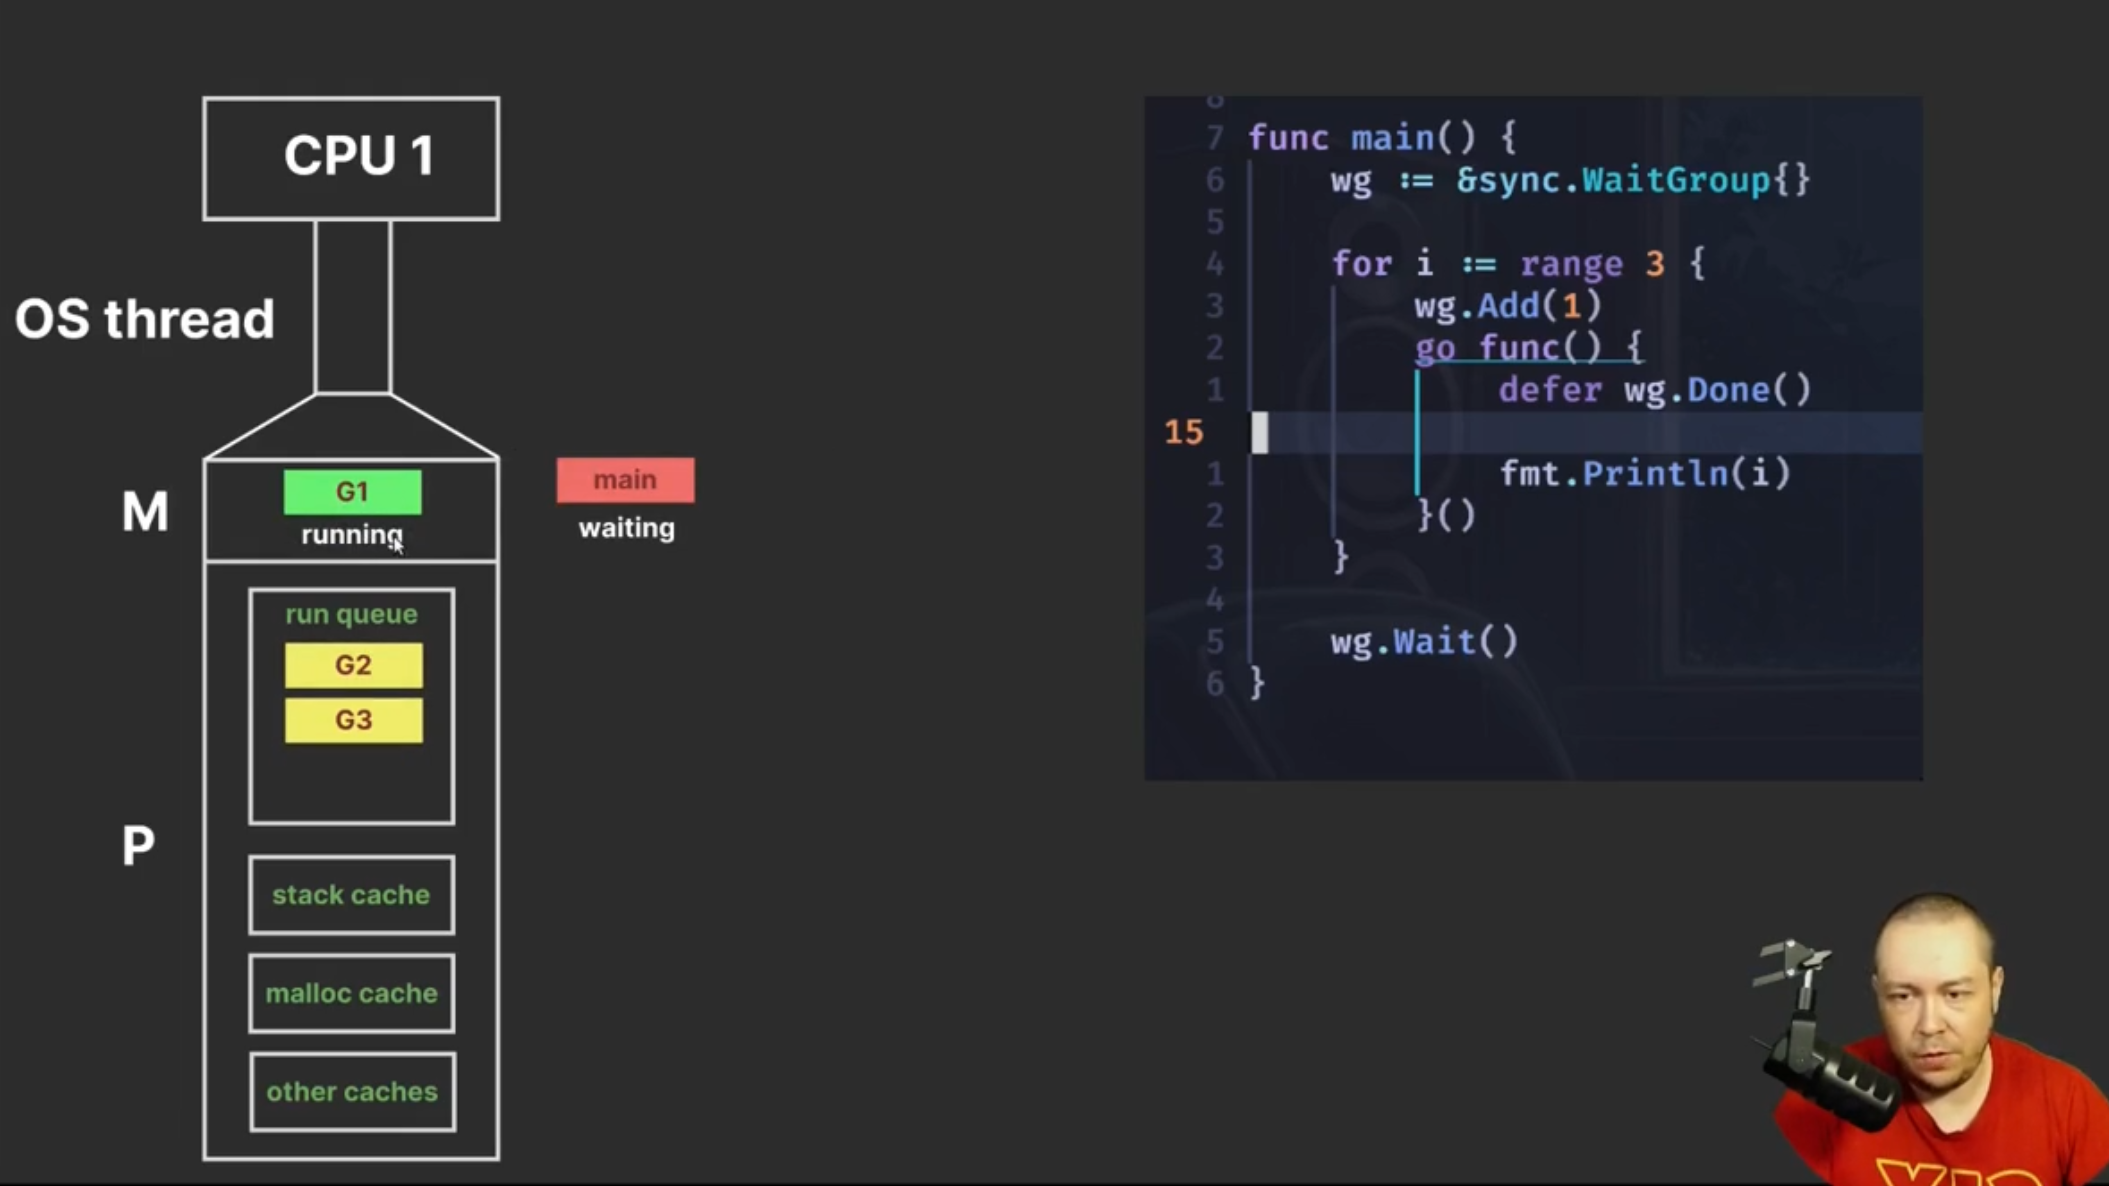 CPU 1
OS thread
M
G1
running
main
waiting
run queue
G2
G3
P
stack cache
malloc cache
other caches
8
7 func main() {
6 wg := &sync.WaitGroup{}
5
4 for i := range 3 {
3 wg.Add(1)
2 go func() {
1 defer wg.Done()
15
1 fmt.Println(i)
2 }()
3 }
4
5 wg.Wait()
6 }